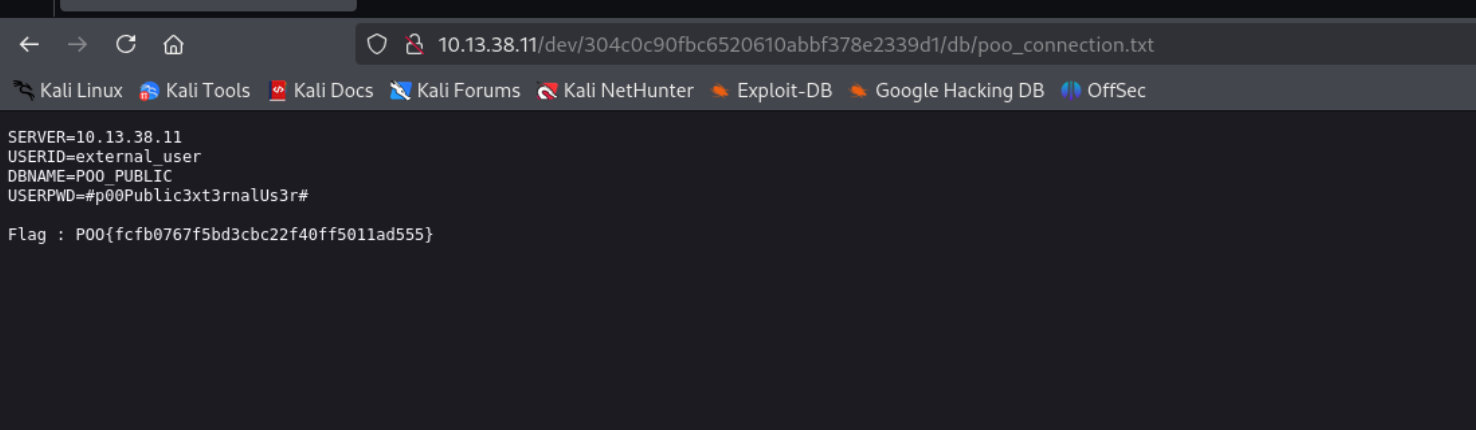 10.13.38.11/dev/304c0c90fbc6520610abbf378e2339d1/db/poo_connection.txt
Kali Linux Kali Tools Kali Docs Kali Forums Kali NetHunter Exploit-DB Google Hacking DB OffSec
SERVER=10.13.38.11
USERID=external_user
DBNAME=POO_PUBLIC
USERPWD=#p00Public3xt3rnalUs3r#
Flag : POO{fcfb0767f5bd3cbc22f40ff5011ad555}